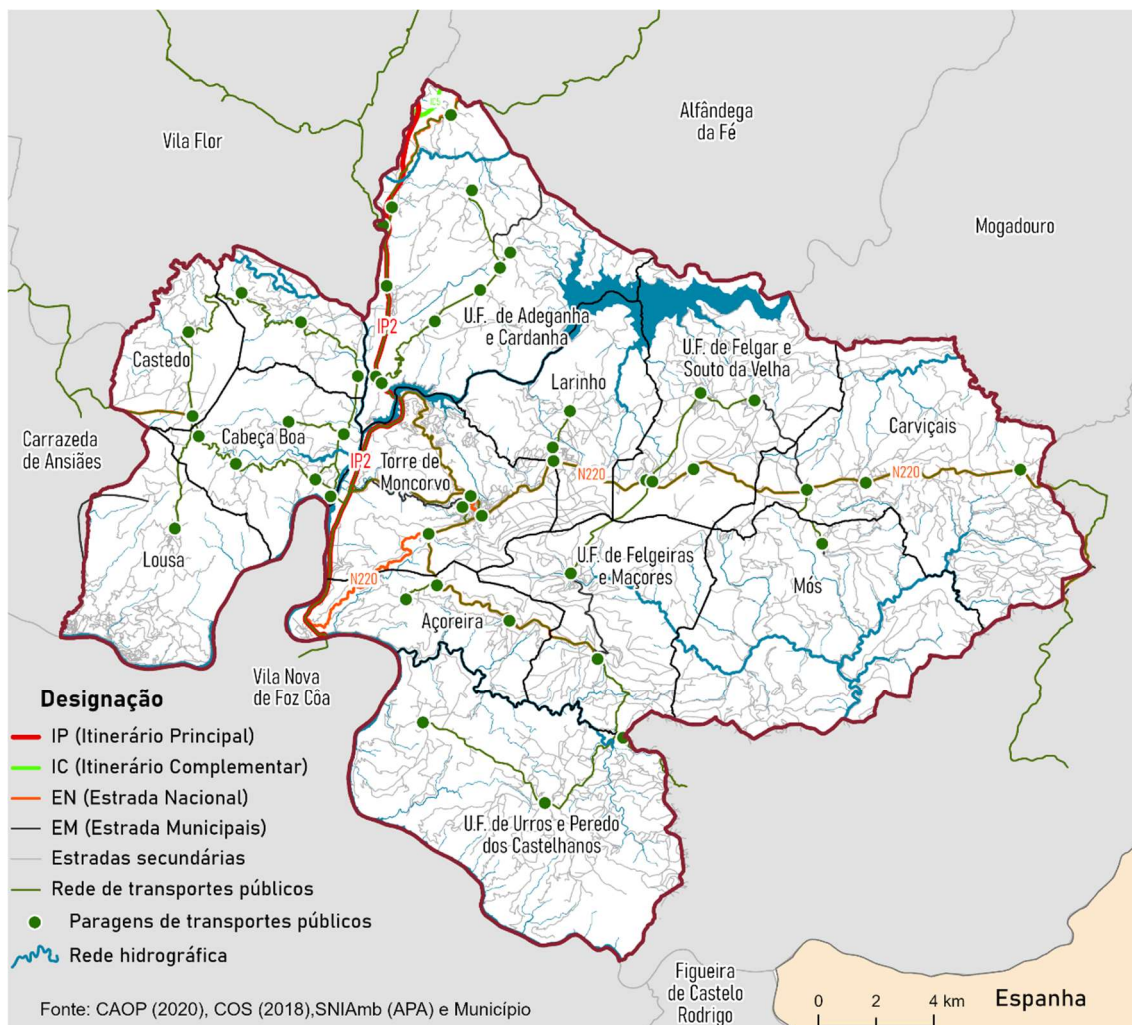 Alfândega
da Fé
Vila Flor
Mogadouro
IC5
IP2
U.F. de Adeganha
e Cardanha
U.F. de Felgar e
Souto da Velha
Castedo
Larinho
Carviçais
Carrazeda
de Ansiães
Cabeça Boa
IP2
Torre de
Moncorvo
N220
N220
Lousa
U.F. de Felgeiras
e Maçores
Mós
N220
Açoreira
Vila Nova
de Foz Côa
U.F. de Urros e Peredo
dos Castelhanos
Designação
IP (Itinerário Principal)
IC (Itinerário Complementar)
EN (Estrada Nacional)
EM (Estrada Municipais)
Estradas secundárias
Rede de transportes públicos
Paragens de transportes públicos
Rede hidrográfica
Fonte: CAOP (2020), COS (2018),SNIAmb (APA) e Município
Figueira
de Castelo
Rodrigo
0 2 4 km
Espanha